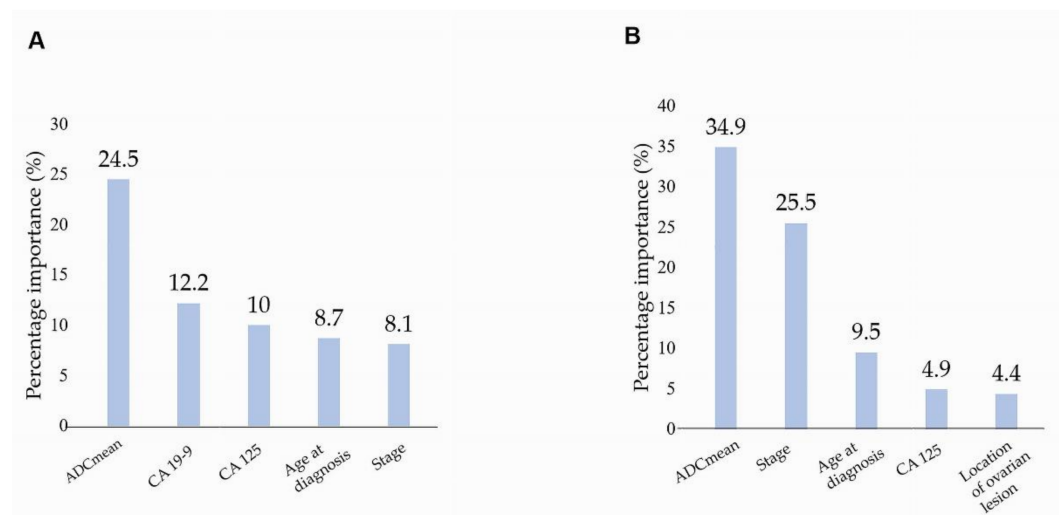 A
Percentage importance (%)
30
25
20
15
10
5
0
24.5
12.2
10
8.7
8.1
ADCmean
CA 19-9
CA 125
Age at
diagnosis
Stage
B
Percentage importance (%)
40
35
30
25
20
15
10
5
0
34.9
25.5
9.5
4.9
4.4
ADCmean
Stage
Age at
diagnosis
CA 125
Location
of ovarian
lesion